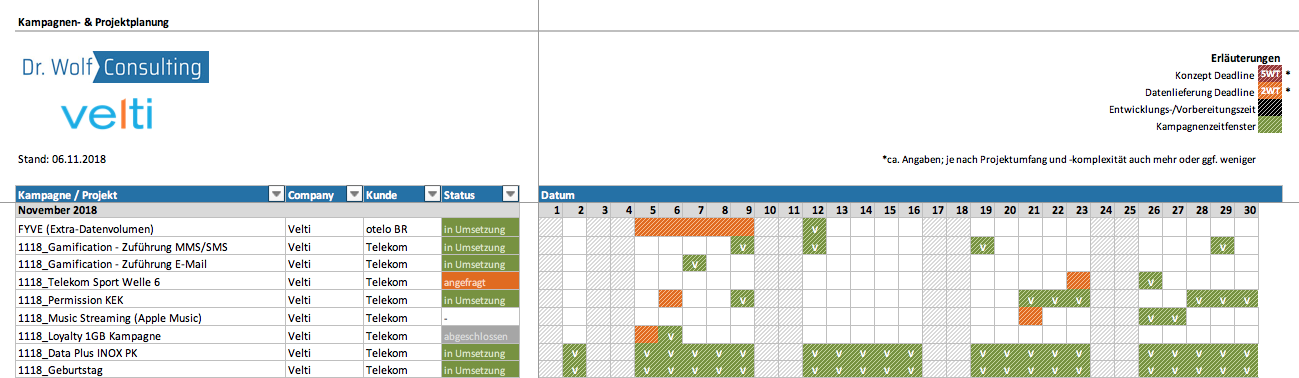 Kampagnen- & Projektplanung
Dr. Wolf Consulting
velti
Erläuterungen
Konzept Deadline 5WT *
Datenlieferung Deadline 2WT *
Entwicklungs-/Vorbereitungszeit
Kampagnenzeitfenster
Stand: 06.11.2018
*ca. Angaben; je nach Projektumfang und -komplexität auch mehr oder ggf. weniger
Kampagne / Projekt Company Kunde Status Datum
November 2018 1 2 3 4 5 6 7 8 9 10 11 12 13 14 15 16 17 18 19 20 21 22 23 24 25 26 27 28 29 30
FYVE (Extra-Datenvolumen) Velti otelo BR in Umsetzung v
1118_Gamification - Zuführung MMS/SMS Velti Telekom in Umsetzung v v v v
1118_Gamification - Zuführung E-Mail Velti Telekom in Umsetzung v
1118_Telekom Sport Welle 6 Velti Telekom angefragt v
1118_Permission KEK Velti Telekom in Umsetzung v v v v v v v
1118_Music Streaming (Apple Music) Velti Telekom - v v
1118_Loyalty 1GB Kampagne Velti Telekom abgeschlossen v
1118_Data Plus INOX PK Velti Telekom in Umsetzung v v v v v v v v v v v v v v v v v v v v v
1118_Geburtstag Velti Telekom in Umsetzung v v v v v v v v v v v v v v v v v v v v v